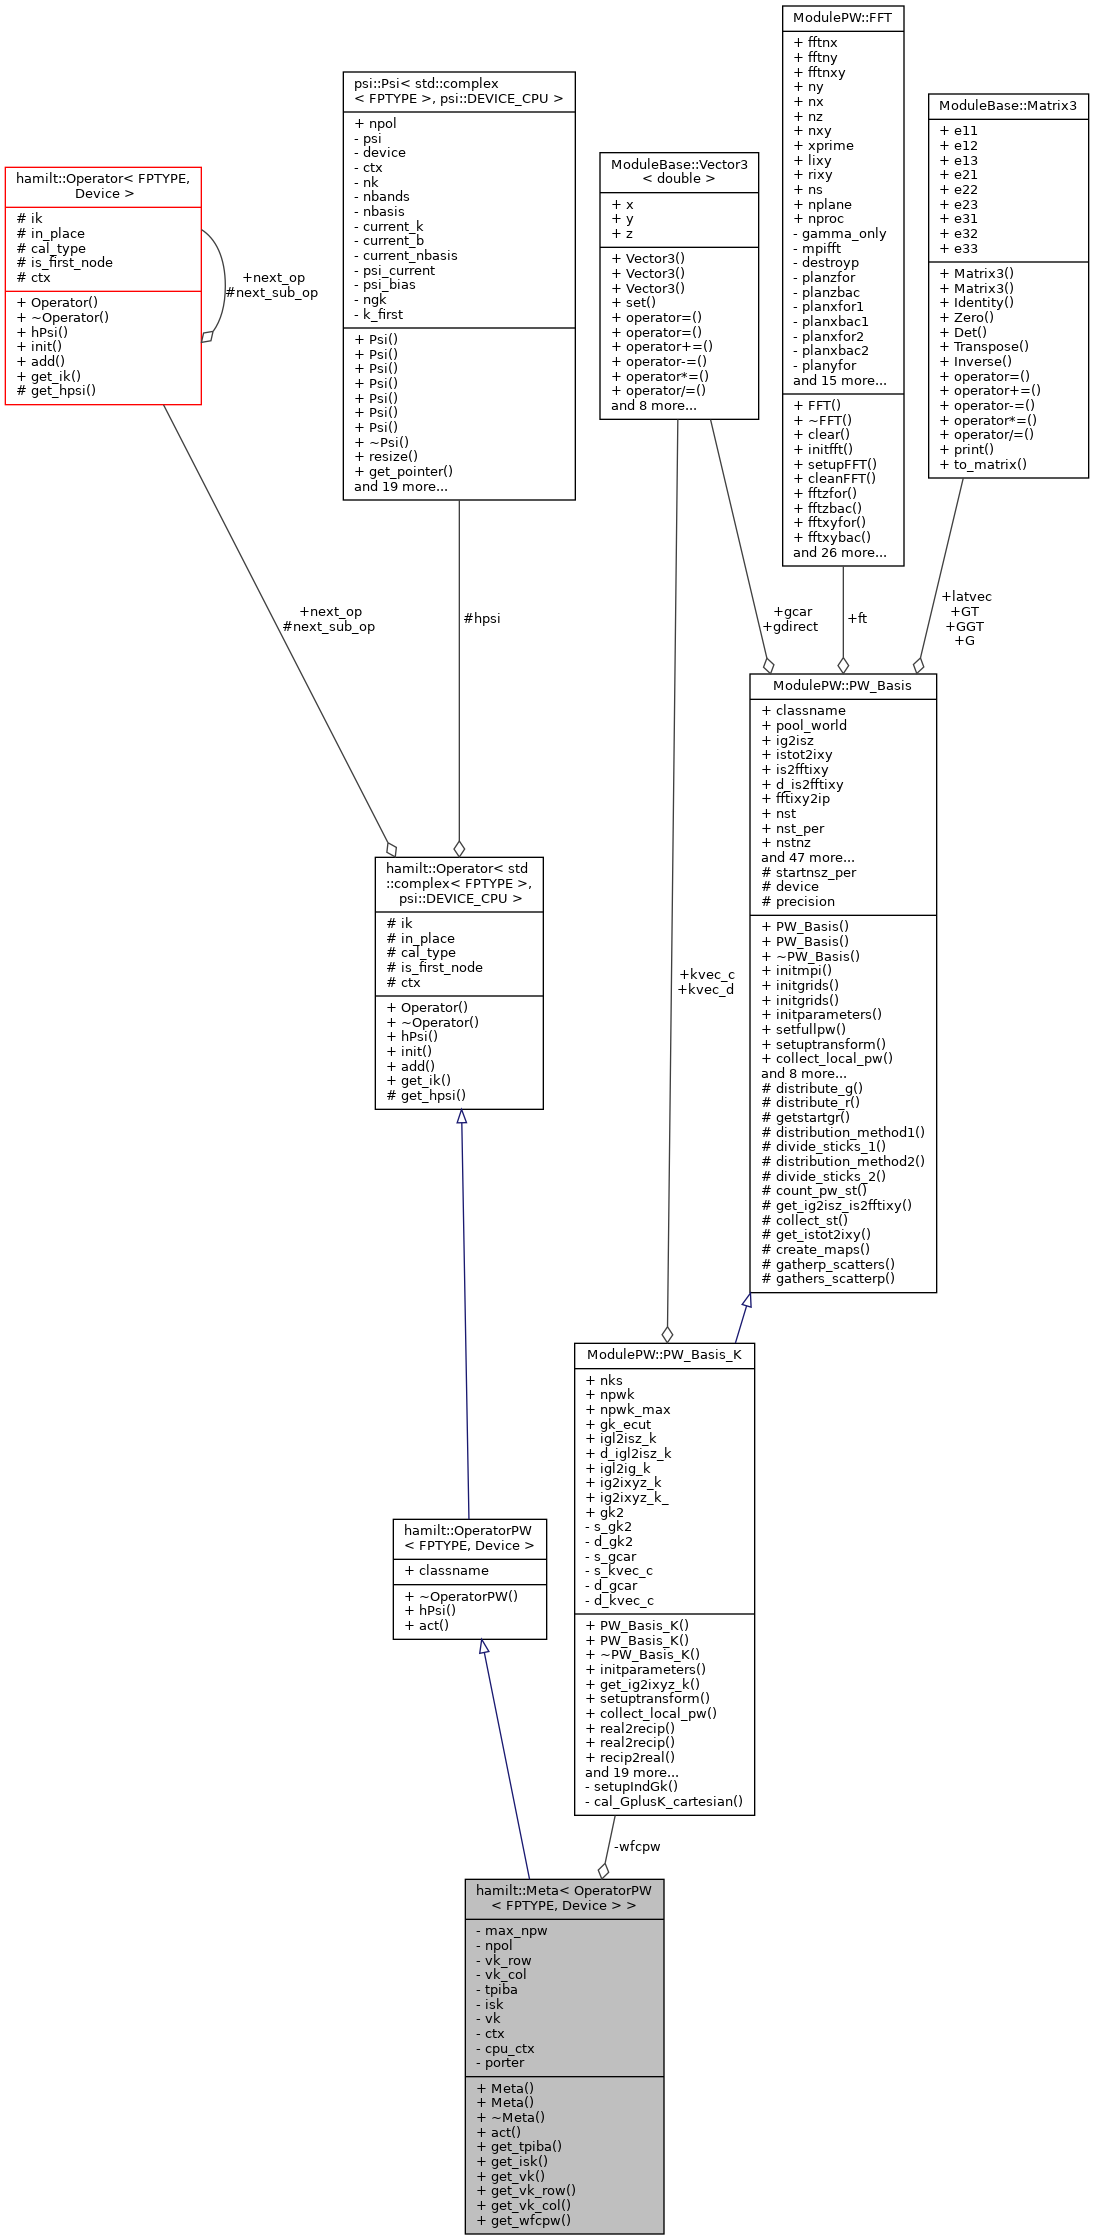 ModulePW::FFT
+ fftnx
+ fftny
+ fftnxy
+ ny
+ nx
+ nz
+ nxy
+ xprime
+ lixy
+ rixy
+ ns
+ nplane
+ nproc
- gamma_only
- mpifft
- destroyp
- planzfor
- planzbac
- planxfor1
- planxbac1
- planxfor2
- planxbac2
- planyfor
and 15 more...
+ FFT()
+ ~FFT()
+ clear()
+ initfft()
+ setupFFT()
+ cleanFFT()
+ fftzfor()
+ fftzbac()
+ fftxyfor()
+ fftxybac()
and 26 more...
psi::Psi< std::complex
< FPTYPE >, psi::DEVICE_CPU >
+ npol
- psi
- device
- ctx
- nk
- nbands
- nbasis
- current_k
- current_b
- current_nbasis
- psi_current
- psi_bias
- ngk
- k_first
+ Psi()
+ Psi()
+ Psi()
+ Psi()
+ Psi()
+ Psi()
+ Psi()
+ ~Psi()
+ resize()
+ get_pointer()
and 19 more...
ModuleBase::Matrix3
+ e11
+ e12
+ e13
+ e21
+ e22
+ e23
+ e31
+ e32
+ e33
+ Matrix3()
+ Matrix3()
+ Identity()
+ Zero()
+ Det()
+ Transpose()
+ Inverse()
+ operator=()
+ operator+=()
+ operator-=()
+ operator*=()
+ operator/=()
+ print()
+ to_matrix()
ModuleBase::Vector3
< double >
+ x
+ y
+ z
+ Vector3()
+ Vector3()
+ Vector3()
+ set()
+ operator=()
+ operator=()
+ operator+=()
+ operator-=()
+ operator*=()
+ operator/=()
and 8 more...
hamilt::Operator< FPTYPE,
Device >
# ik
# in_place
# cal_type
# is_first_node
# ctx
+ Operator()
+ ~Operator()
+ hPsi()
+ init()
+ add()
+ get_ik()
# get_hpsi()
+next_op
#next_sub_op
+next_op
#next_sub_op
#hpsi
+gcar
+gdirect
+ft
+latvec
+GT
+GGT
+G
ModulePW::PW_Basis
+ classname
+ pool_world
+ ig2isz
+ istot2ixy
+ is2fftixy
+ d_is2fftixy
+ fftixy2ip
+ nst
+ nst_per
+ nstnz
and 47 more...
# startnsz_per
# device
# precision
+ PW_Basis()
+ PW_Basis()
+ ~PW_Basis()
+ initmpi()
+ initgrids()
+ initgrids()
+ initparameters()
+ setfullpw()
+ setuptransform()
+ collect_local_pw()
and 8 more...
# distribute_g()
# distribute_r()
# getstartgr()
# distribution_method1()
# divide_sticks_1()
# distribution_method2()
# divide_sticks_2()
# count_pw_st()
# get_ig2isz_is2fftixy()
# collect_st()
# get_istot2ixy()
# create_maps()
# gatherp_scatters()
# gathers_scatterp()
hamilt::Operator< std
::complex< FPTYPE >,
psi::DEVICE_CPU >
# ik
# in_place
# cal_type
# is_first_node
# ctx
+ Operator()
+ ~Operator()
+ hPsi()
+ init()
+ add()
+ get_ik()
# get_hpsi()
+kvec_c
+kvec_d
ModulePW::PW_Basis_K
+ nks
+ npwk
+ npwk_max
+ gk_ecut
+ igl2isz_k
+ d_igl2isz_k
+ igl2ig_k
+ ig2ixyz_k
+ ig2ixyz_k_
+ gk2
- s_gk2
- d_gk2
- s_gcar
- s_kvec_c
- d_gcar
- d_kvec_c
+ PW_Basis_K()
+ PW_Basis_K()
+ ~PW_Basis_K()
+ initparameters()
+ get_ig2ixyz_k()
+ setuptransform()
+ collect_local_pw()
+ real2recip()
+ real2recip()
+ recip2real()
and 19 more...
- setupIndGk()
- cal_GplusK_cartesian()
hamilt::OperatorPW
< FPTYPE, Device >
+ classname
+ ~OperatorPW()
+ hPsi()
+ act()
-wfcpw
hamilt::Meta< OperatorPW
< FPTYPE, Device > >
- max_npw
- npol
- vk_row
- vk_col
- tpiba
- isk
- vk
- ctx
- cpu_ctx
- porter
+ Meta()
+ Meta()
+ ~Meta()
+ act()
+ get_tpiba()
+ get_isk()
+ get_vk()
+ get_vk_row()
+ get_vk_col()
+ get_wfcpw()